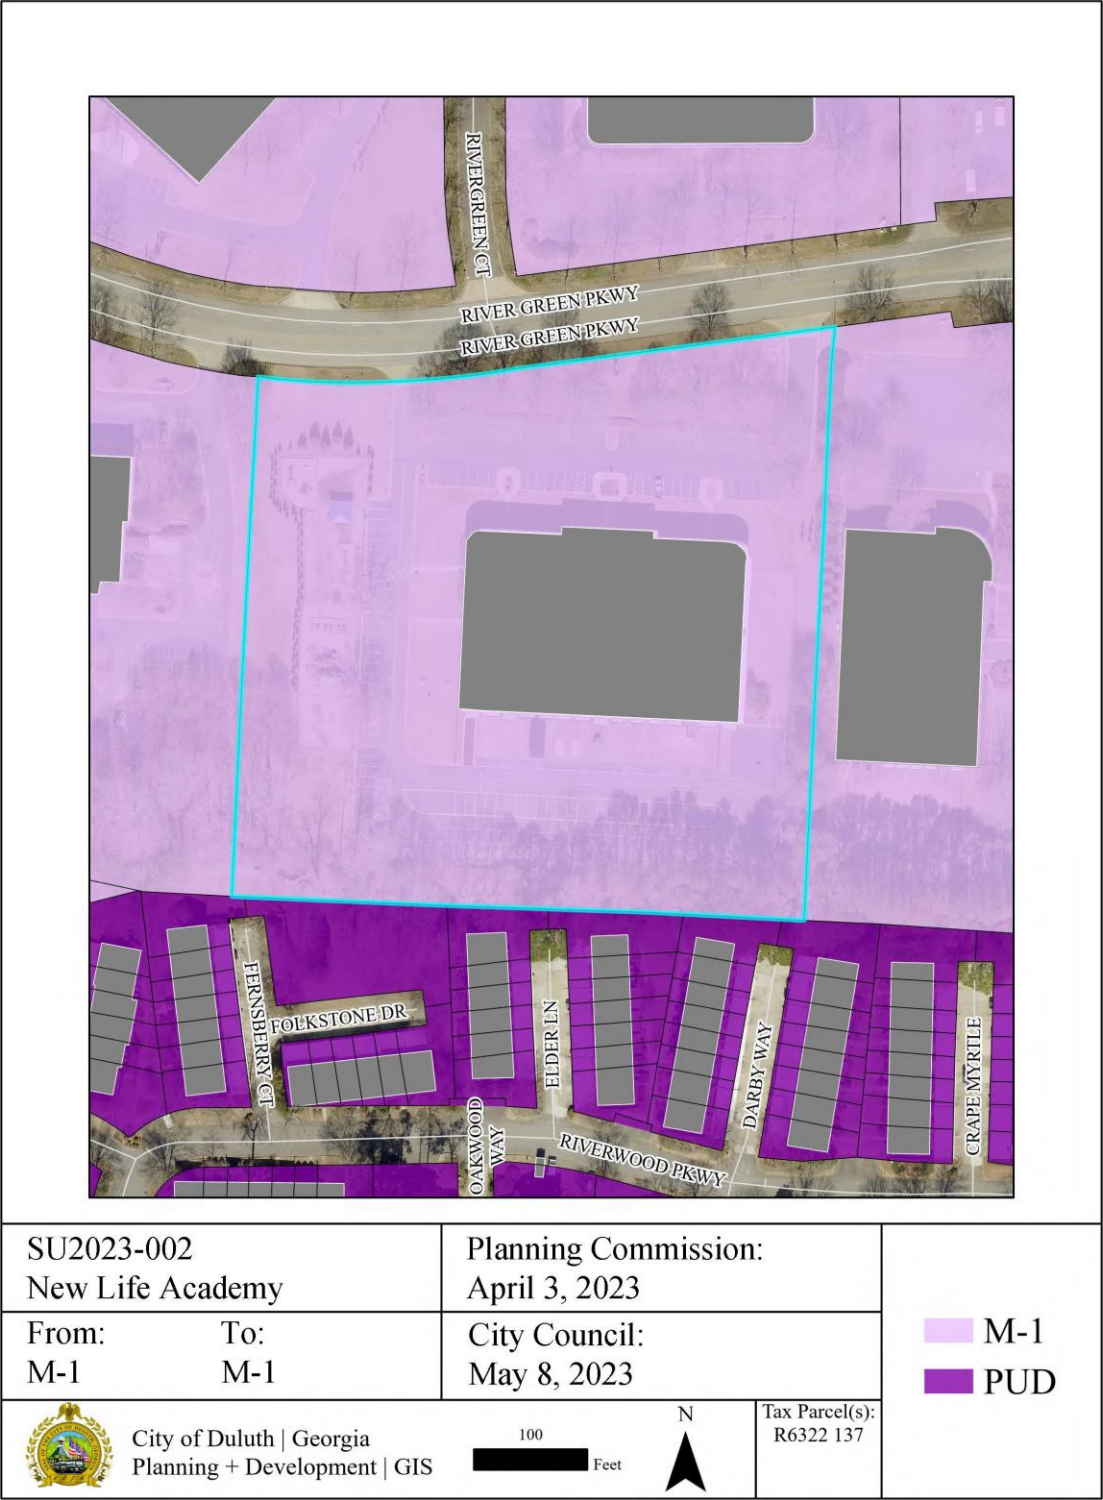 RIVERGREEN CT
RIVER GREEN PKWY
RIVER GREEN PKWY
FERNSBERRY CT
FOLKSTONE DR
ELDER LN
DARBY WAY
CRAPE MYRTLE
OAKWOOD
WAY
RIVERWOOD PKWY
SU2023-002
New Life Academy
Planning Commission:
April 3, 2023
From: To:
M-1 M-1
City Council:
May 8, 2023
M-1
PUD
City of Duluth | Georgia
Planning + Development | GIS
100
Feet
N
Tax Parcel(s):
R6322 137